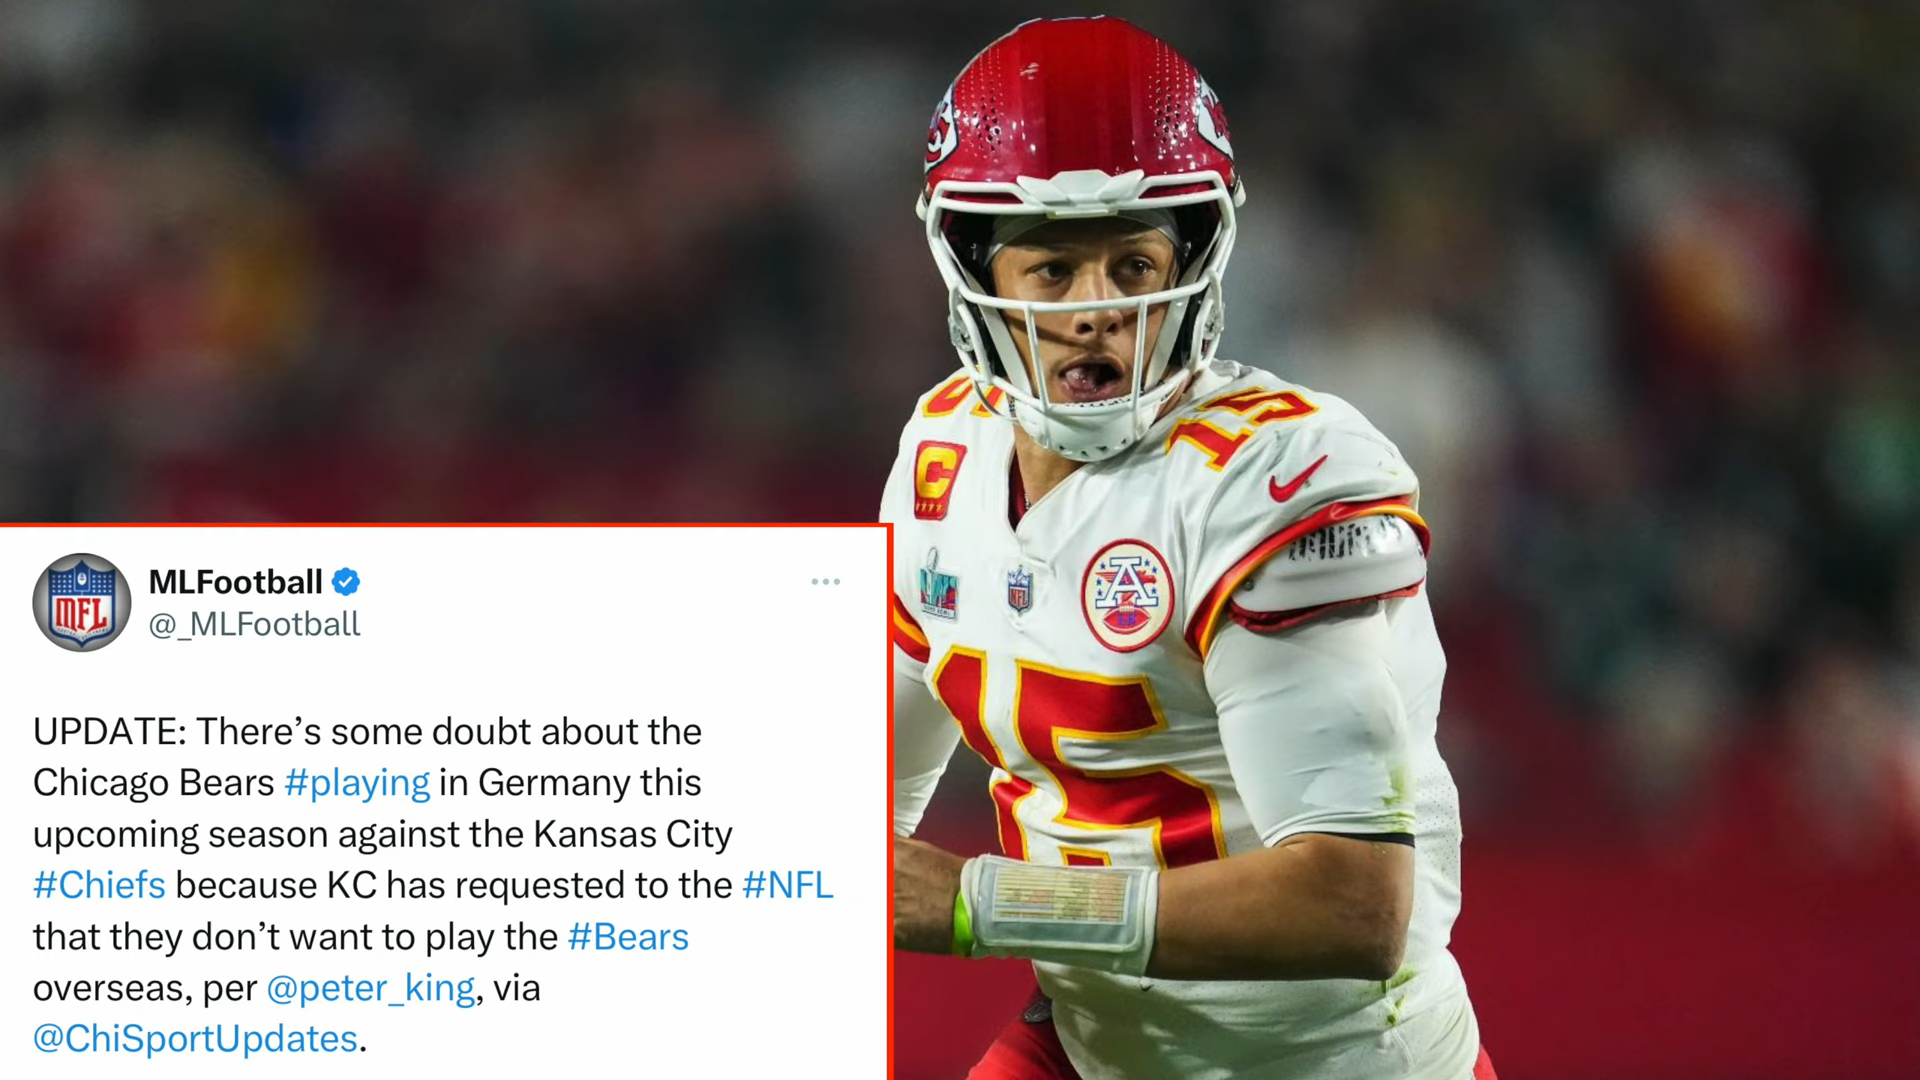 MLFootball
@_MLFootball
UPDATE: There’s some doubt about the
Chicago Bears #playing in Germany this
upcoming season against the Kansas City
#Chiefs because KC has requested to the #NFL
that they don’t want to play the #Bears
overseas, per @peter_king, via
@ChiSportUpdates.
MFL
15
C
LVII
NFL
A
15